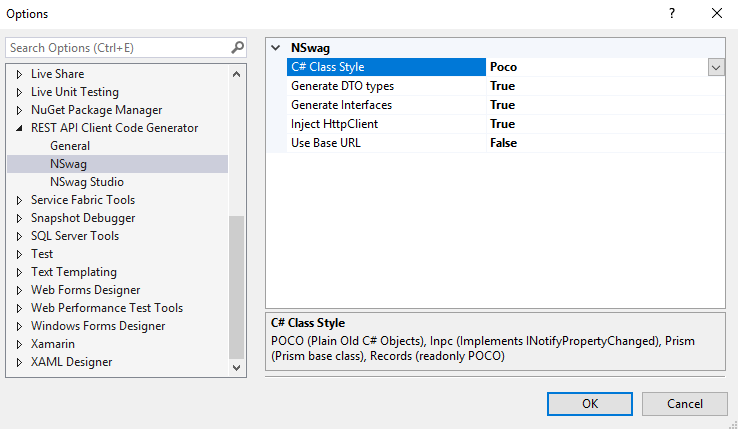 Options
?
Search Options (Ctrl+E)
Live Share
Live Unit Testing
NuGet Package Manager
REST API Client Code Generator
General
NSwag
NSwag Studio
Service Fabric Tools
Snapshot Debugger
SQL Server Tools
Test
Text Templating
Web Forms Designer
Web Performance Test Tools
Windows Forms Designer
Xamarin
XAML Designer
NSwag
C# Class Style Poco
Generate DTO types True
Generate Interfaces True
Inject HttpClient True
Use Base URL False
C# Class Style
POCO (Plain Old C# Objects), Inpc (Implements INotifyPropertyChanged), Prism
(Prism base class), Records (readonly POCO)
OK
Cancel